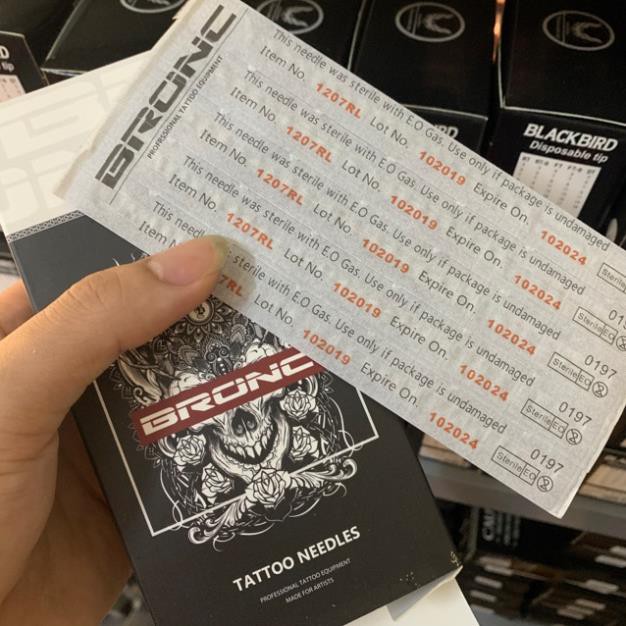 BRONC
PROFESSIONAL TATTOO EQUIPMENT
This needle was sterile with E.O Gas. Use only if package is undamaged
Item No. 1207RL Lot No. 102019 Expire On. 102024
Sterile EO
This needle was sterile with E.O Gas. Use only if package is undamaged
Item No. 1207RL Lot No. 102019 Expire On. 102024
Sterile EO
This needle was sterile with E.O Gas. Use only if package is undamaged 0197
Item No. 1207RL Lot No. 102019 Expire On. 102024
Sterile EO
This needle was sterile with E.O Gas. Use only if package is undamaged 0197
Item No. 1207RL Lot No. 102019 Expire On. 102024
Sterile EO
This sterile with E.O Gas. Use only if package is undamaged 0197
Item Lot No. 102019 Expire On. 102024
Sterile EO
BLACKBIRD
Disposable tip
BRONC
TATTOO NEEDLES
PROFESSIONAL TATTOO EQUIPMENT
MADE FOR ARTISTS